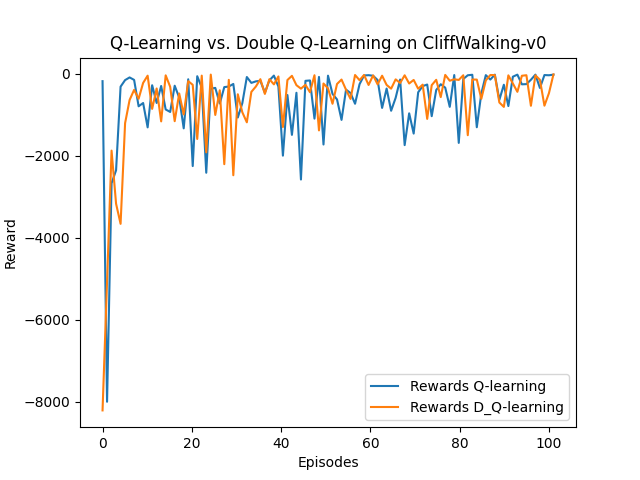 Q-Learning vs. Double Q-Learning on CliffWalking-v0
0
−2000
−4000
−6000
−8000
Reward
0
20
40
60
80
100
Episodes
Rewards Q-learning
Rewards D_Q-learning